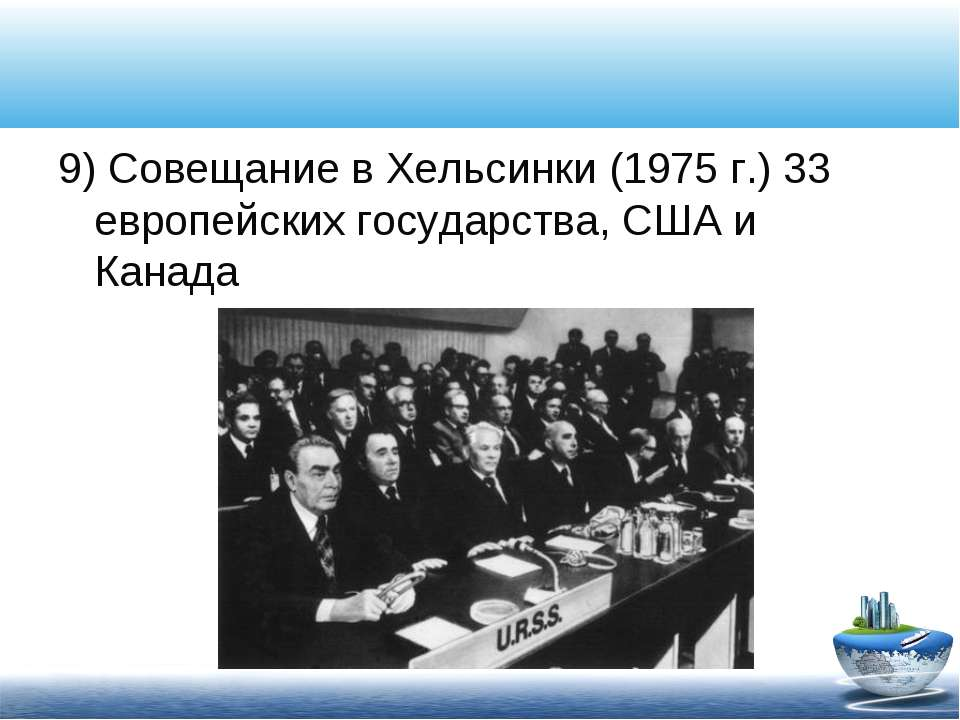 9) Совещание в Хельсинки (1975 г.) 33
европейских государства, США и
Канада
U.R.S.S.